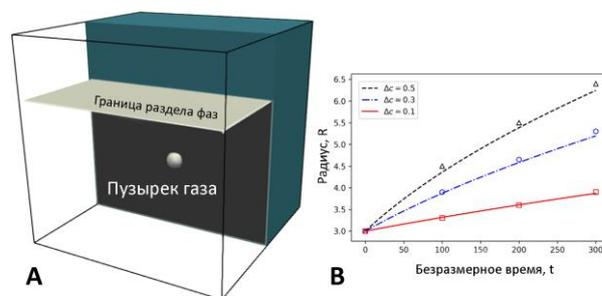 Граница раздела фаз
Пузырек газа
A
Радиус, R
6.5
6.0
5.5
5.0
4.5
4.0
3.5
3.0
Δc = 0.5
Δc = 0.3
Δc = 0.1
0 50 100 150 200 250 300
B
Безразмерное время, t